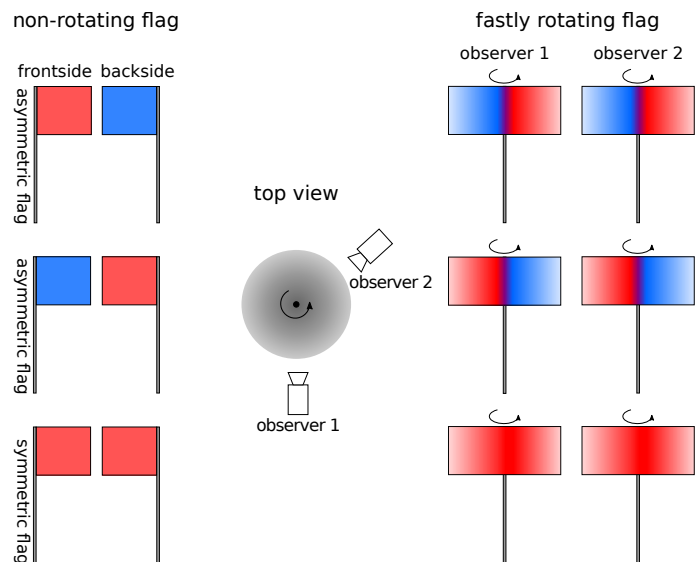 non-rotating flag
fastly rotating flag
frontside
backside
observer 1
observer 2
asymmetric flag
top view
asymmetric flag
observer 2
observer 1
symmetric flag